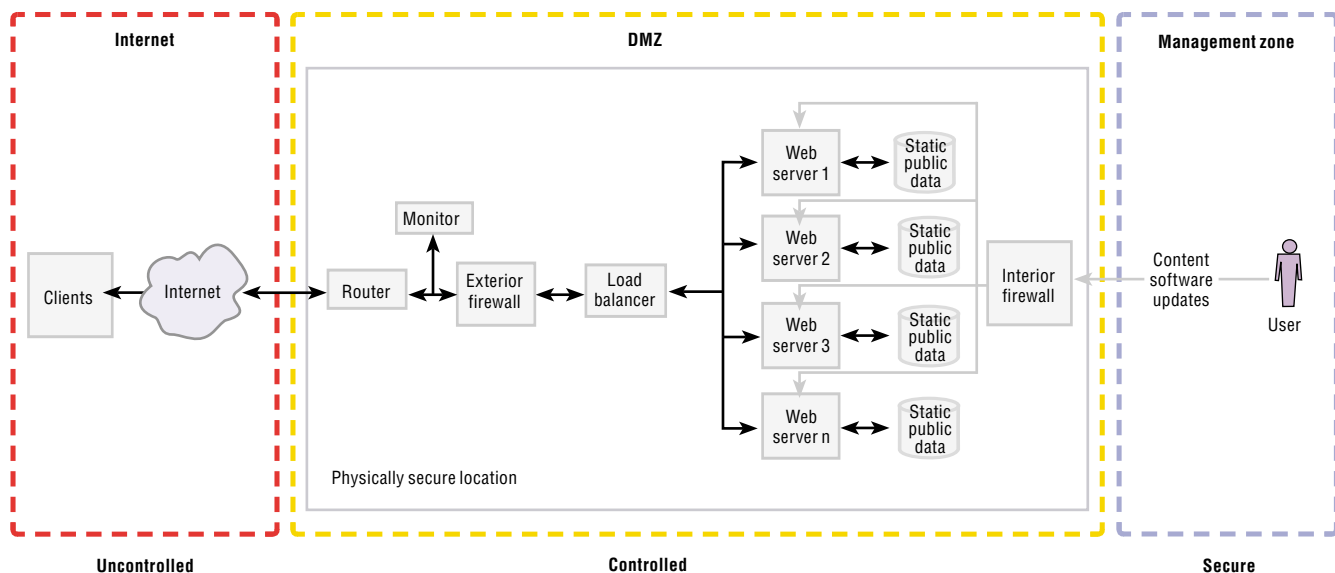 Internet
DMZ
Management zone
Clients
Internet
Router
Monitor
Exterior
firewall
Load
balancer
Web
server 1
Static
public
data
Web
server 2
Static
public
data
Web
server 3
Static
public
data
Web
server n
Static
public
data
Interior
firewall
Content
software
updates
User
Physically secure location
Uncontrolled
Controlled
Secure